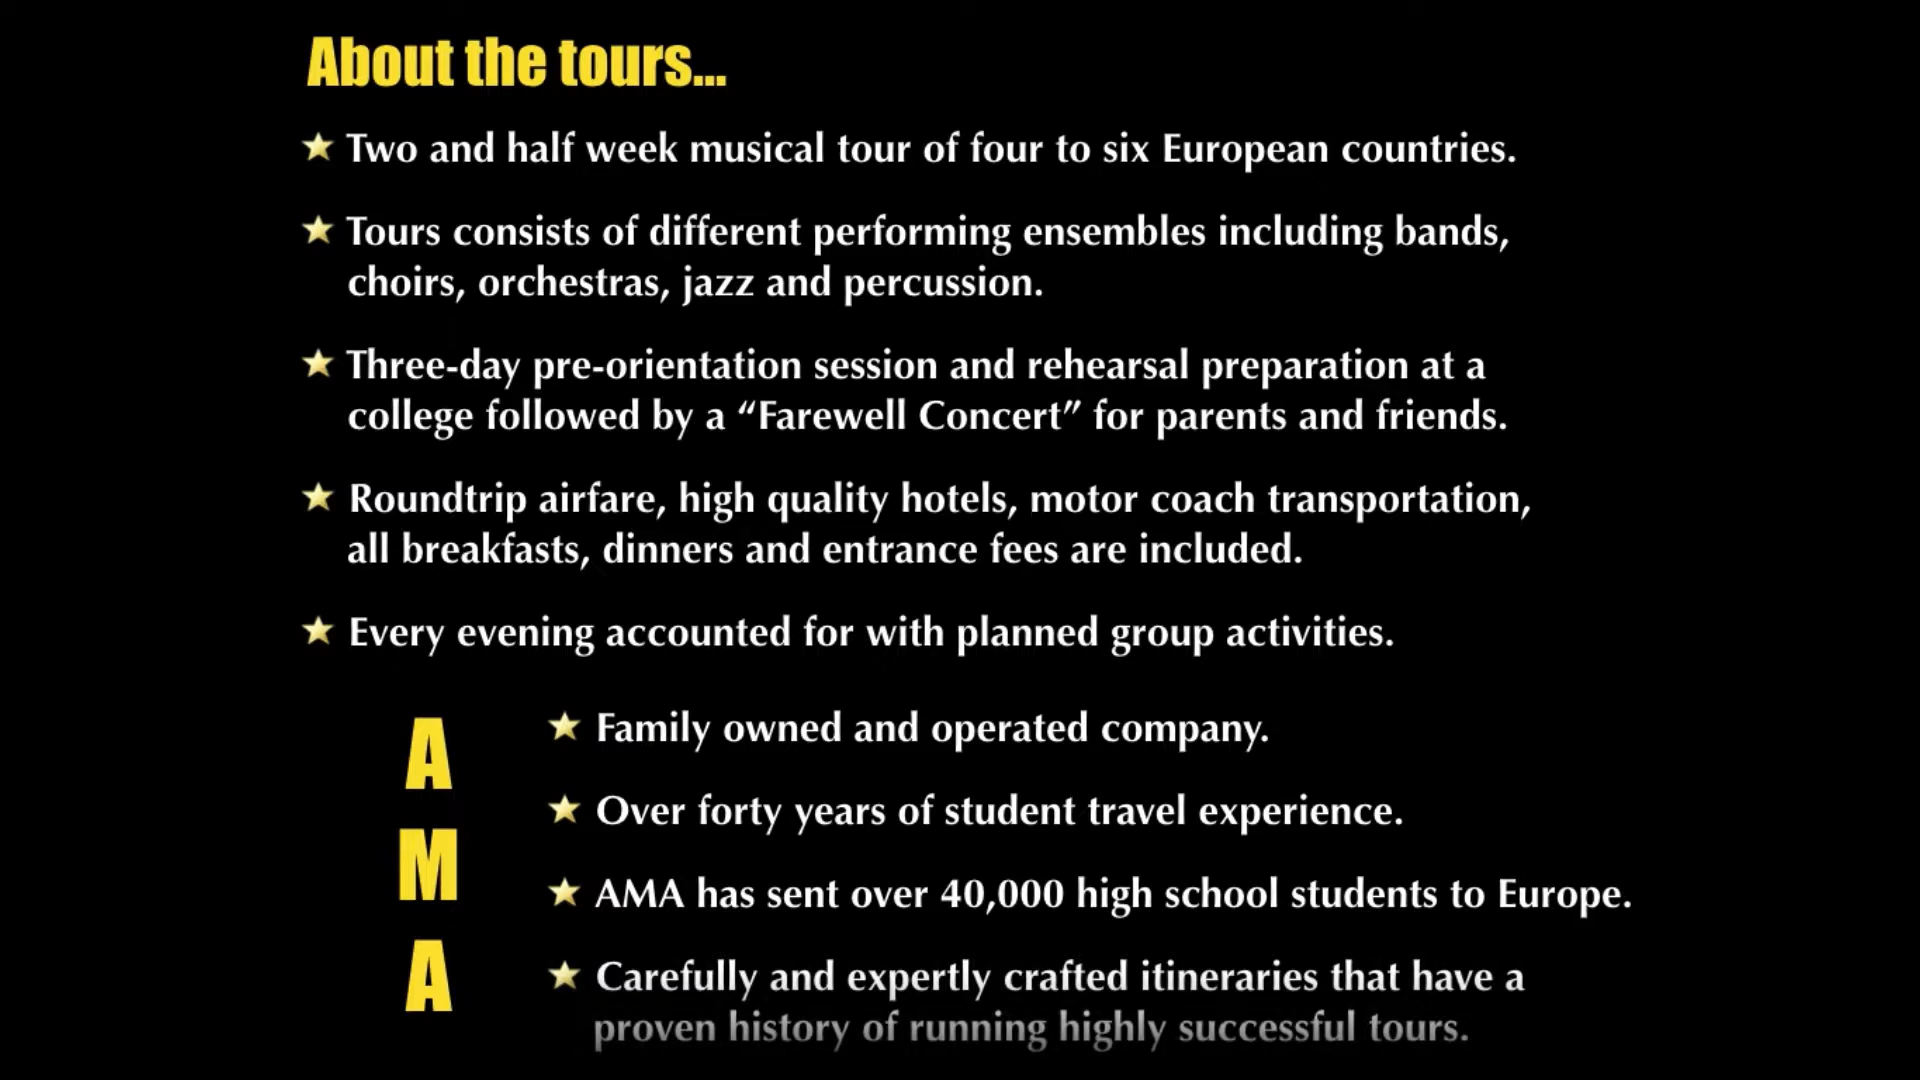 About the tours...
Two and half week musical tour of four to six European countries.
Tours consists of different performing ensembles including bands,
choirs, orchestras, jazz and percussion.
Three-day pre-orientation session and rehearsal preparation at a
college followed by a “Farewell Concert” for parents and friends.
Roundtrip airfare, high quality hotels, motor coach transportation,
all breakfasts, dinners and entrance fees are included.
Every evening accounted for with planned group activities.
A
M
A
Family owned and operated company.
Over forty years of student travel experience.
AMA has sent over 40,000 high school students to Europe.
Carefully and expertly crafted itineraries that have a
proven history of running highly successful tours.